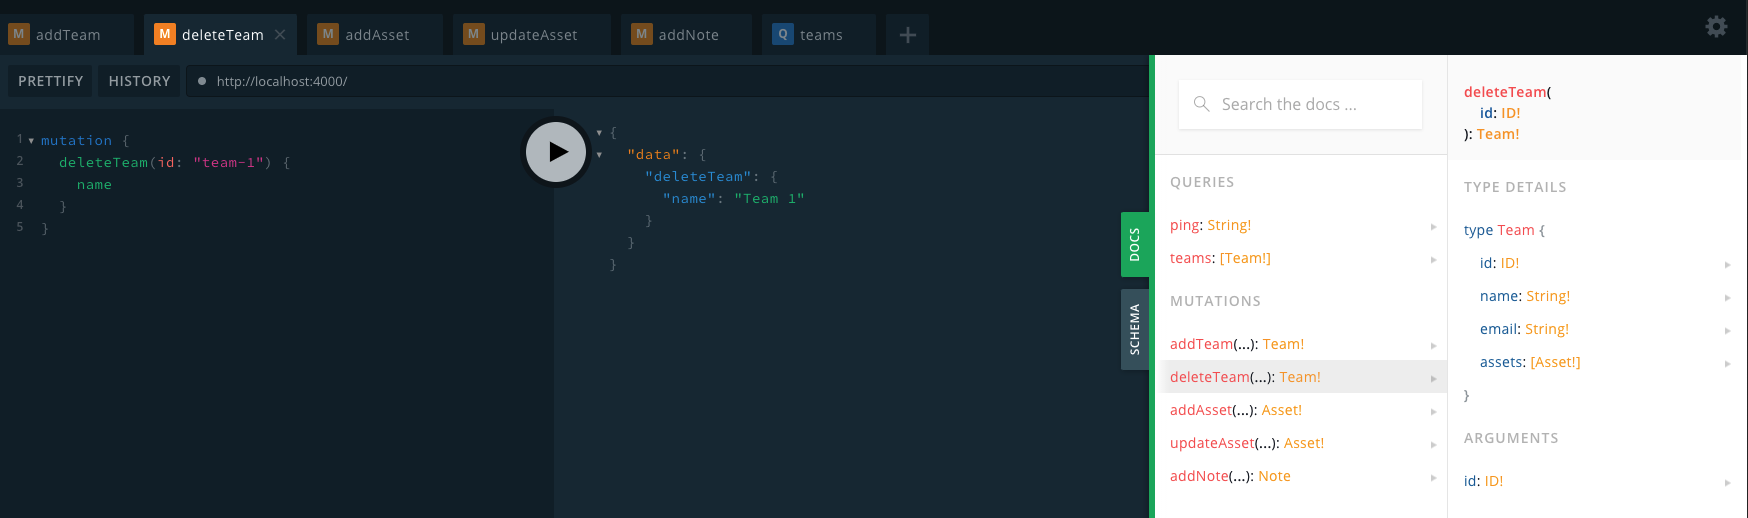 M addTeam
M deleteTeam ×
M addAsset
M updateAsset
M addNote
Q teams
+
PRETTIFY
HISTORY
http://localhost:4000/
1 mutation {
2 deleteTeam(id: "team-1") {
3 name
4 }
5 }
{
"data": {
"deleteTeam": {
"name": "Team 1"
}
}
}
DOCS
SCHEMA
Search the docs ...
QUERIES
ping: String!
teams: [Team!]
MUTATIONS
addTeam(...): Team!
deleteTeam(...): Team!
addAsset(...): Asset!
updateAsset(...): Asset!
addNote(...): Note
deleteTeam(
id: ID!
): Team!
TYPE DETAILS
type Team {
id: ID!
name: String!
email: String!
assets: [Asset!]
}
ARGUMENTS
id: ID!